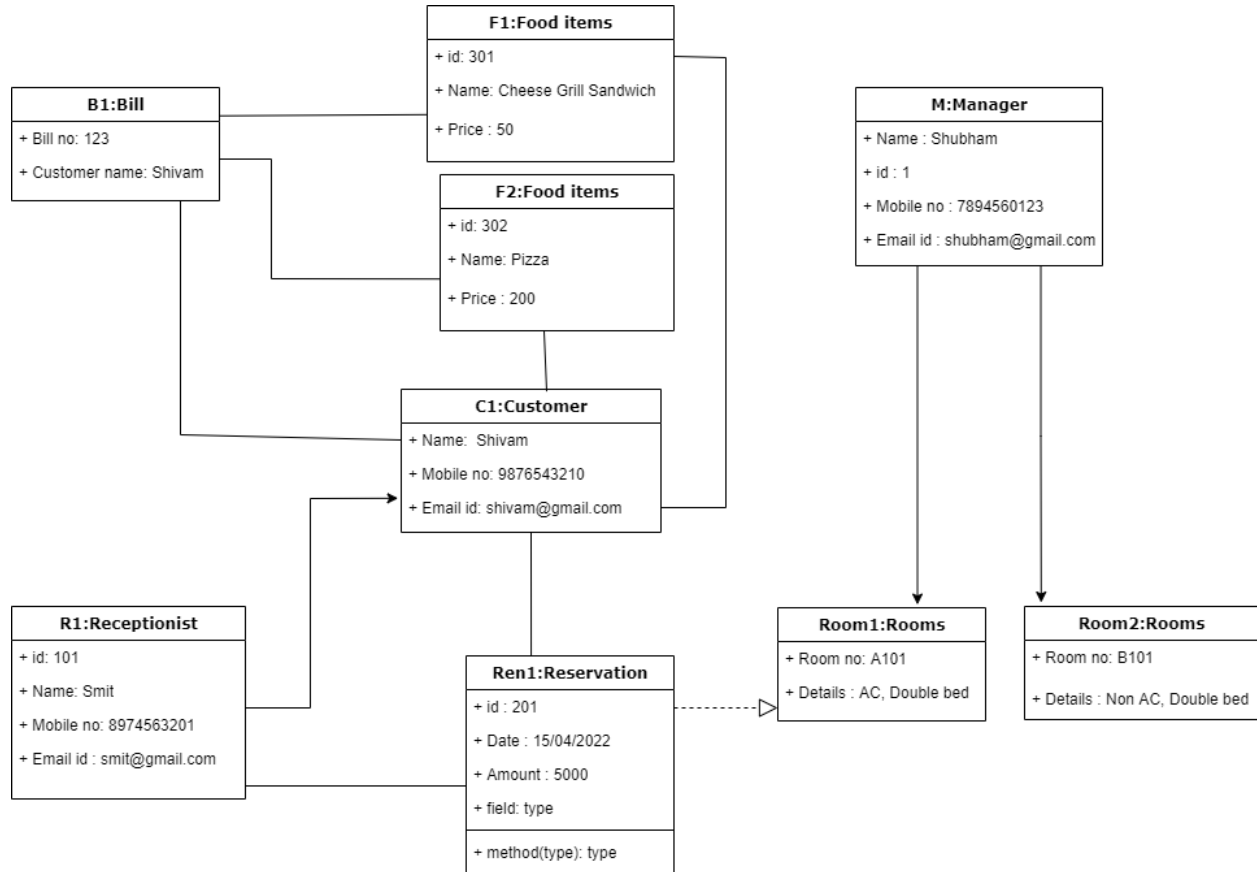 F1:Food items
+ id: 301
+ Name: Cheese Grill Sandwich
+ Price : 50
B1:Bill
+ Bill no: 123
+ Customer name: Shivam
M:Manager
+ Name : Shubham
+ id : 1
+ Mobile no : 7894560123
+ Email id : shubham@gmail.com
F2:Food items
+ id: 302
+ Name: Pizza
+ Price : 200
C1:Customer
+ Name:  Shivam
+ Mobile no: 9876543210
+ Email id: shivam@gmail.com
R1:Receptionist
+ id: 101
+ Name: Smit
+ Mobile no: 8974563201
+ Email id : smit@gmail.com
Ren1:Reservation
+ id : 201
+ Date : 15/04/2022
+ Amount : 5000
+ field: type
+ method(type): type
Room1:Rooms
+ Room no: A101
+ Details : AC, Double bed
Room2:Rooms
+ Room no: B101
+ Details : Non AC, Double bed